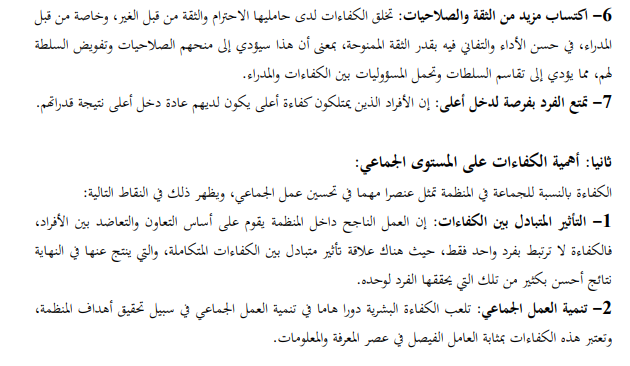 6- اكتساب مزيد من الثقة والصلاحيات: تخلق الكفاءات لدى حامليها الاحترام والثقة من قبل الغير، وخاصة من قبل
المدراء، في حسن الأداء والتفاني فيه بقدر الثقة الممنوحة، بمعنى أن هذا سيؤدي إلى منحهم الصلاحيات وتفويض السلطة
لهم، مما يؤدي إلى تقاسم السلطات وتحمل المسؤوليات بين الكفاءات والمدراء.
7- تمتع الفرد بفرصة لدخل أعلى: إن الأفراد الذين يمتلكون كفاءة أعلى يكون لديهم عادة دخل أعلى نتيجة قدراتهم.
ثانيا: أهمية الكفاءات على المستوى الجماعي:
الكفاءة بالنسبة للجماعة في المنظمة تمثل عنصرا مهما في تحسين عمل الجماعي، ويظهر ذلك في النقاط التالية:
1- التأثير المتبادل بين الكفاءات: إن العمل الناجح داخل المنظمة يقوم على أساس التعاون والتعاضد بين الأفراد،
فالكفاءة لا ترتبط بفرد واحد فقط، حيث هناك علاقة تأثير متبادل بين الكفاءات المتكاملة، والتي ينتج عنها في النهاية
نتائج أحسن بكثير من تلك التي يحققها الفرد لوحده.
2- تنمية العمل الجماعي: تلعب الكفاءة البشرية دورا هاما في تنمية العمل الجماعي في سبيل تحقيق أهداف المنظمة،
وتعتبر هذه الكفاءات بمثابة العامل الفيصل في عصر المعرفة والمعلومات.